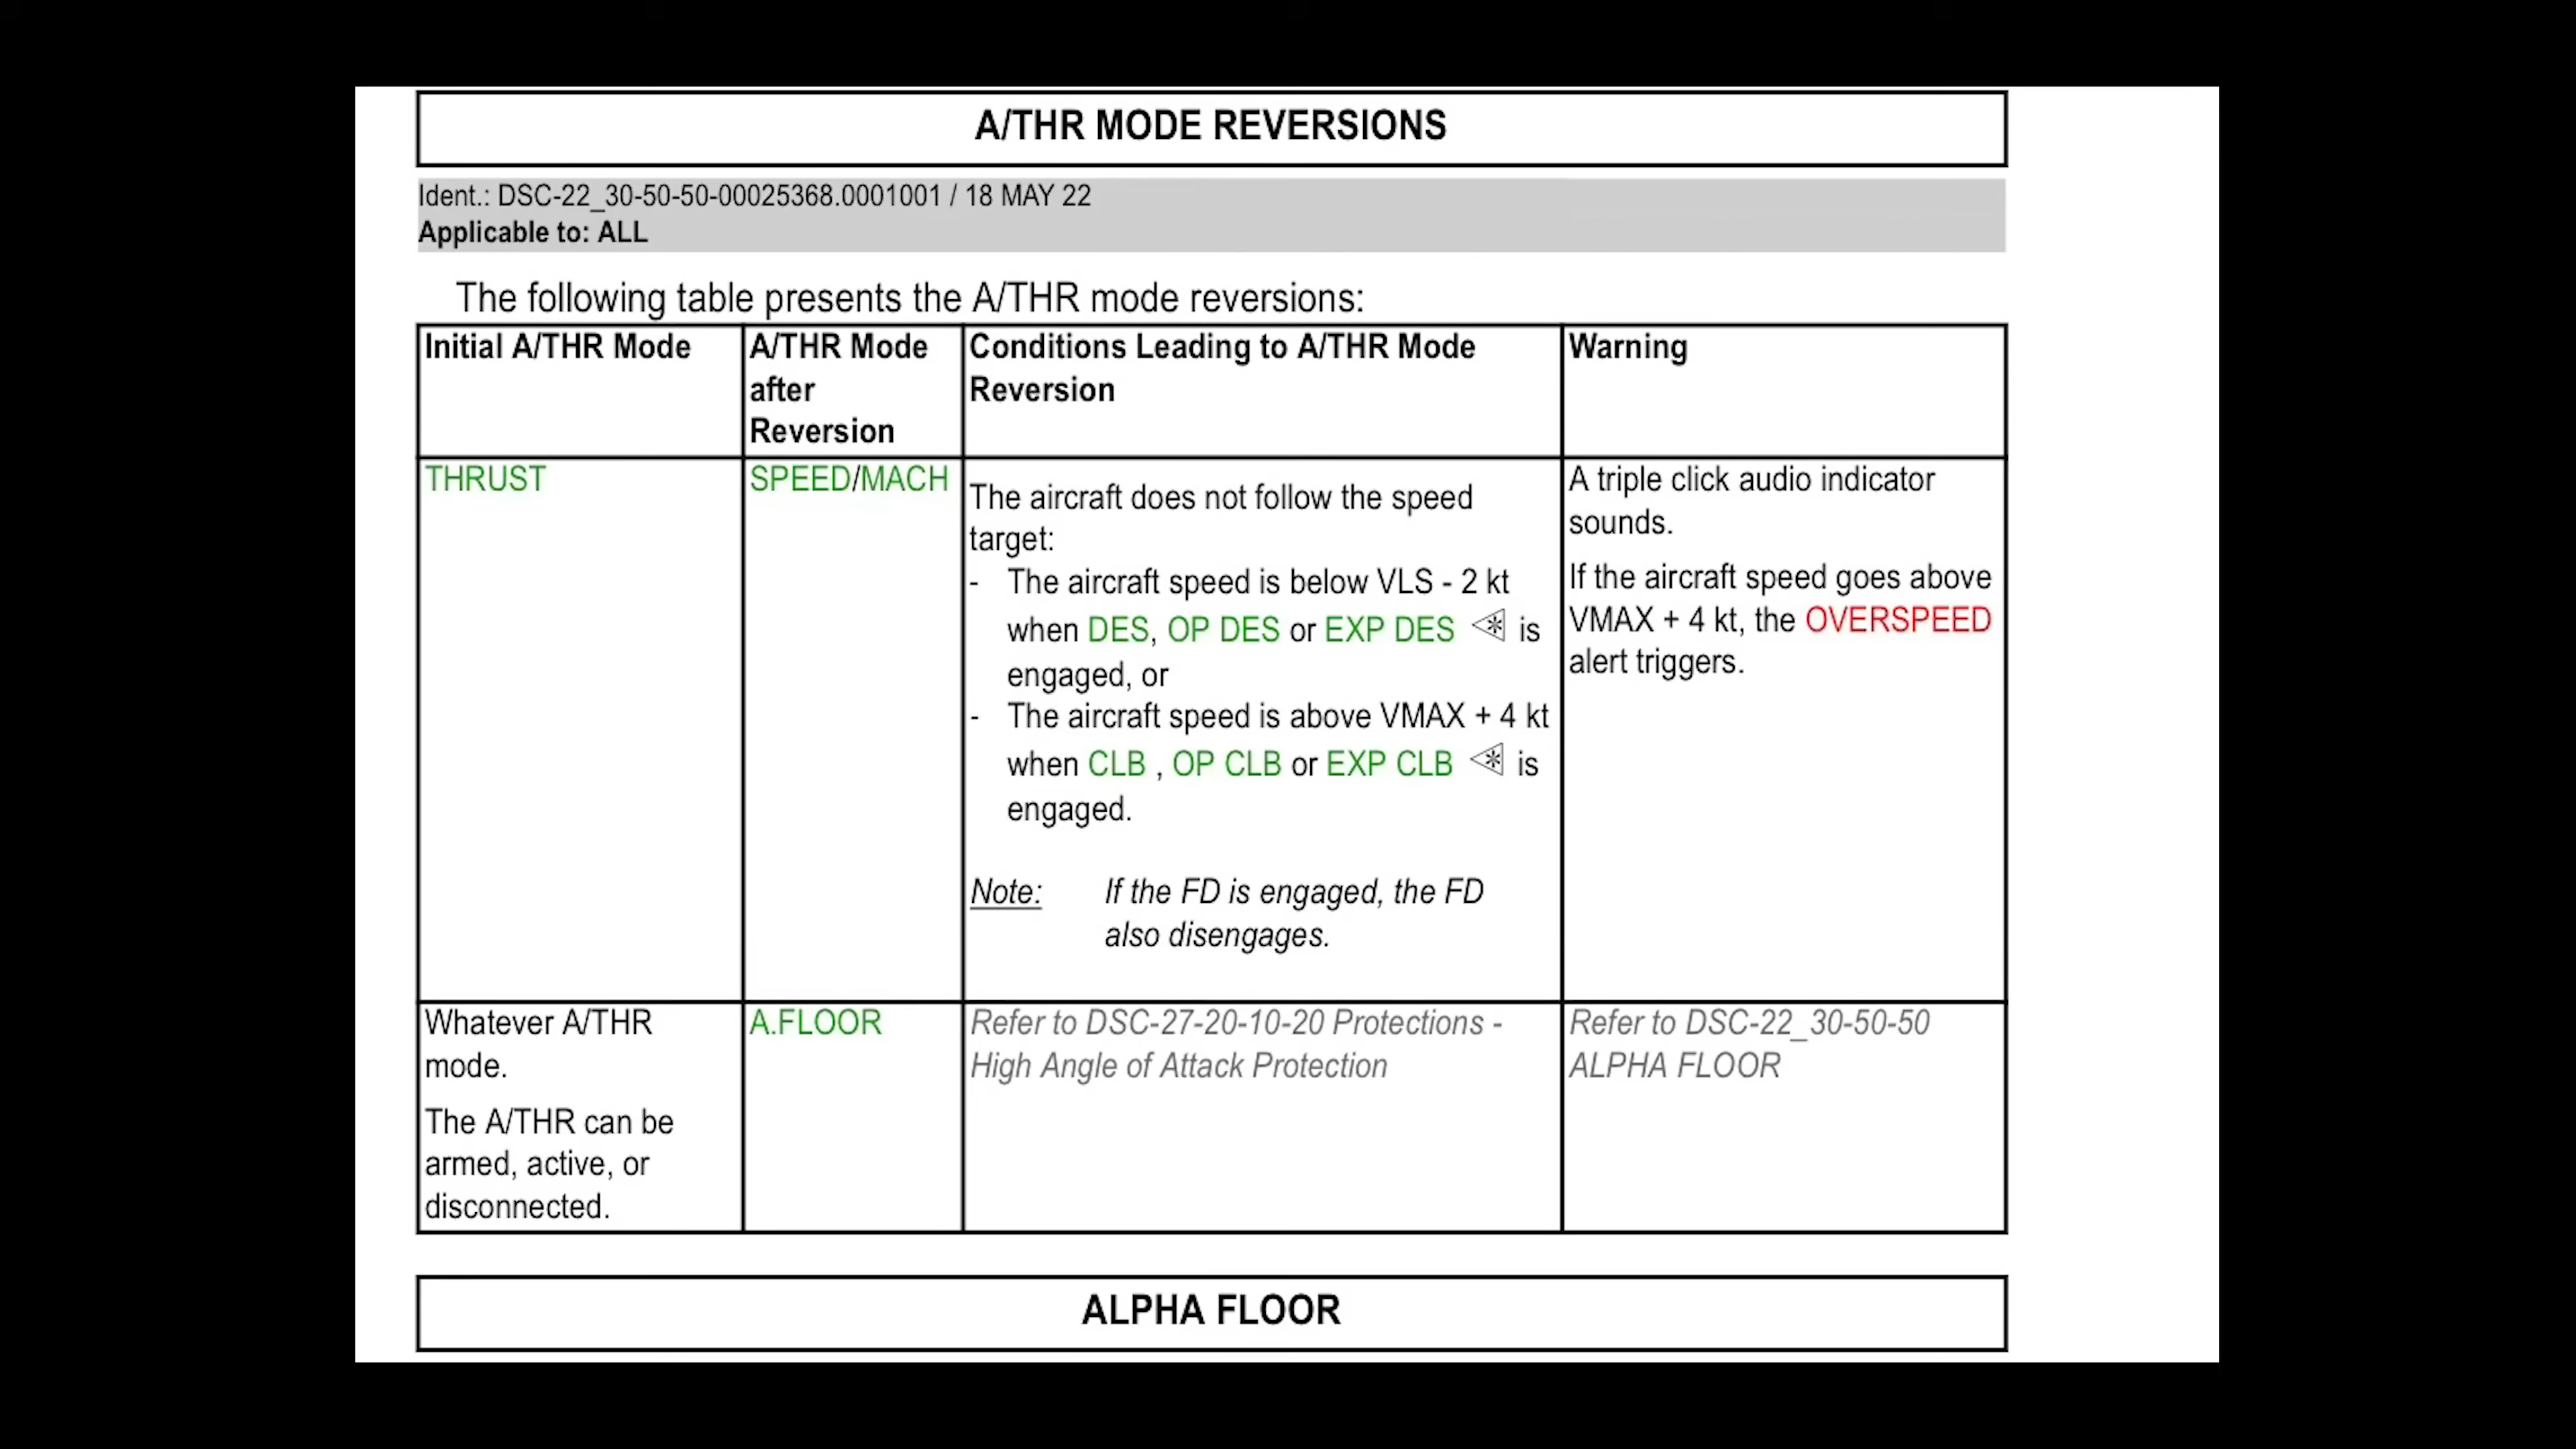 A/THR MODE REVERSIONS
Ident.: DSC-22_30-50-50-00025368.0001001 / 18 MAY 22
Applicable to: ALL
The following table presents the A/THR mode reversions:
Initial A/THR Mode
A/THR Mode
after
Reversion
Conditions Leading to A/THR Mode
Reversion
Warning
THRUST
SPEED/MACH
The aircraft does not follow the speed
target:
- The aircraft speed is below VLS - 2 kt
when DES, OP DES or EXP DES is
engaged, or
- The aircraft speed is above VMAX + 4 kt
when CLB , OP CLB or EXP CLB is
engaged.
Note: If the FD is engaged, the FD
also disengages.
A triple click audio indicator
sounds.
If the aircraft speed goes above
VMAX + 4 kt, the OVERSPEED
alert triggers.
Whatever A/THR
mode.
The A/THR can be
armed, active, or
disconnected.
A.FLOOR
Refer to DSC-27-20-10-20 Protections -
High Angle of Attack Protection
Refer to DSC-22_30-50-50
ALPHA FLOOR
ALPHA FLOOR